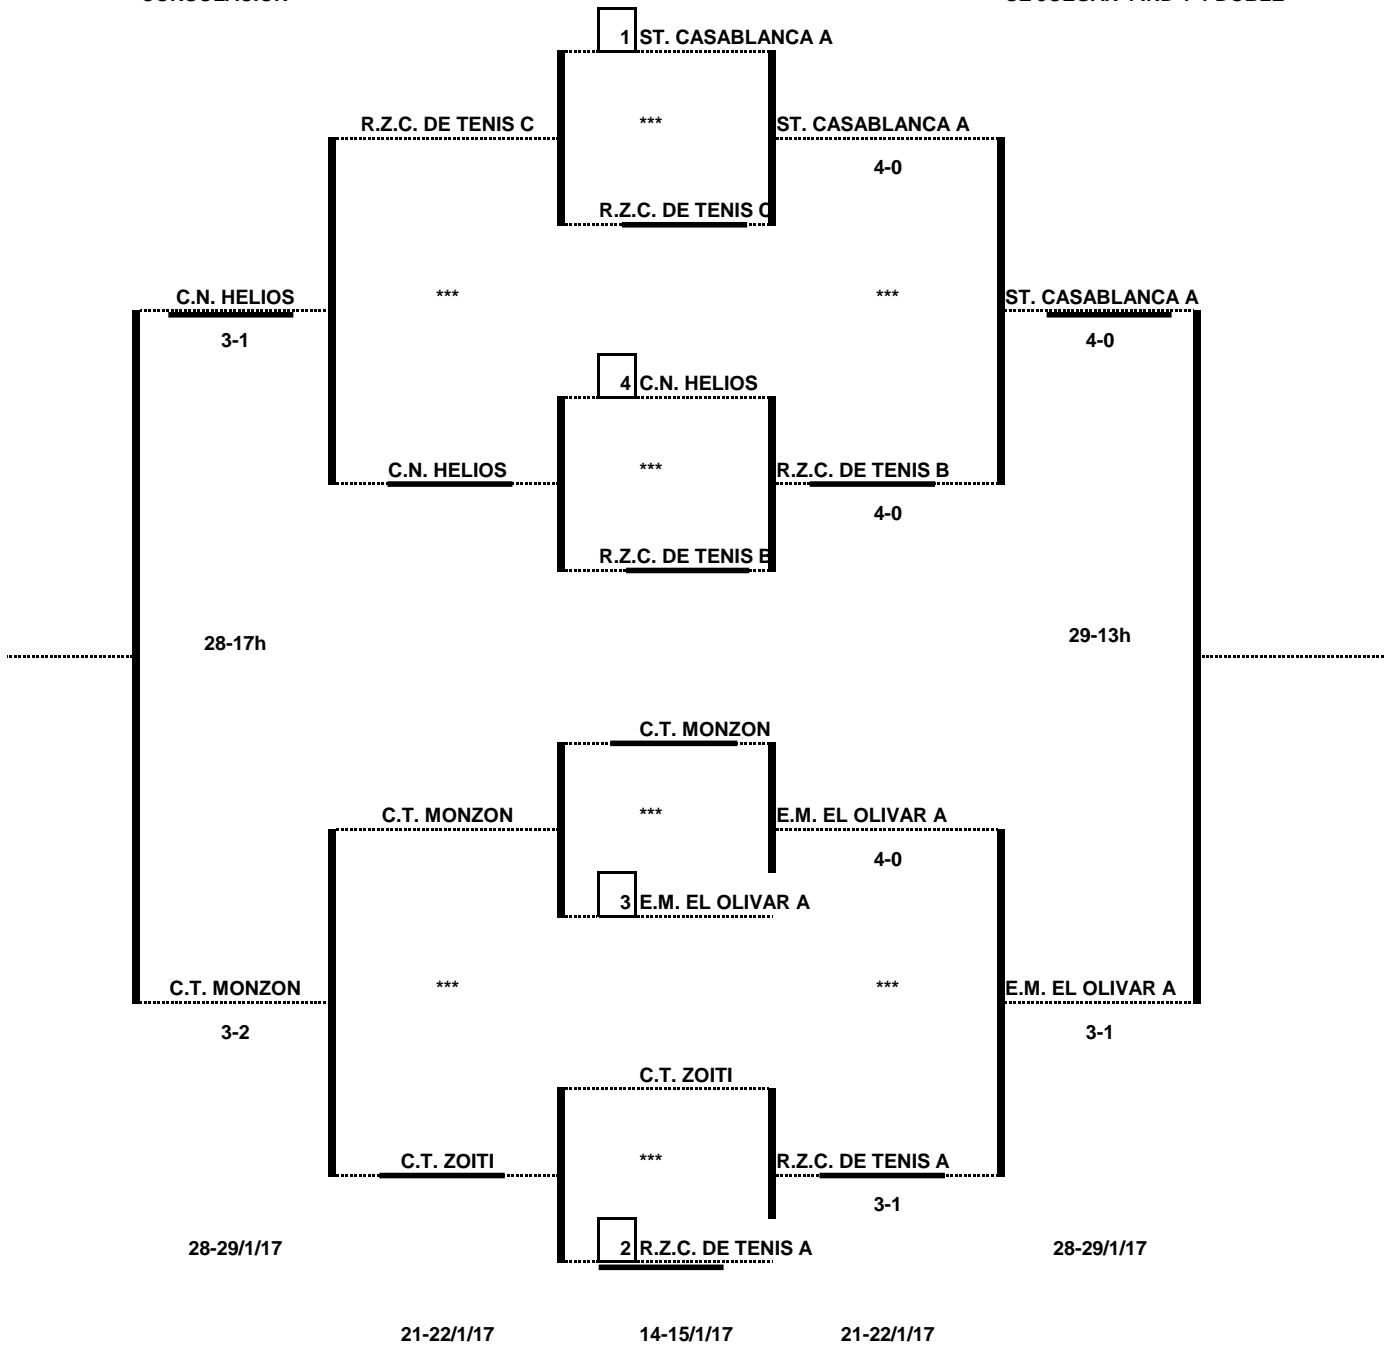 1 ST. CASABLANCA A
R.Z.C. DE TENIS C *** ST. CASABLANCA A
4-0
R.Z.C. DE TENIS C
C.N. HELIOS *** *** ST. CASABLANCA A
3-1 4-0
4 C.N. HELIOS
C.N. HELIOS *** R.Z.C. DE TENIS B
4-0
R.Z.C. DE TENIS B
28-17h 29-13h
C.T. MONZON
C.T. MONZON *** E.M. EL OLIVAR A
4-0
3 E.M. EL OLIVAR A
C.T. MONZON *** *** E.M. EL OLIVAR A
3-2 3-1
C.T. ZOITI
C.T. ZOITI *** R.Z.C. DE TENIS A
3-1
28-29/1/17 2 R.Z.C. DE TENIS A 28-29/1/17
21-22/1/17 14-15/1/17 21-22/1/17